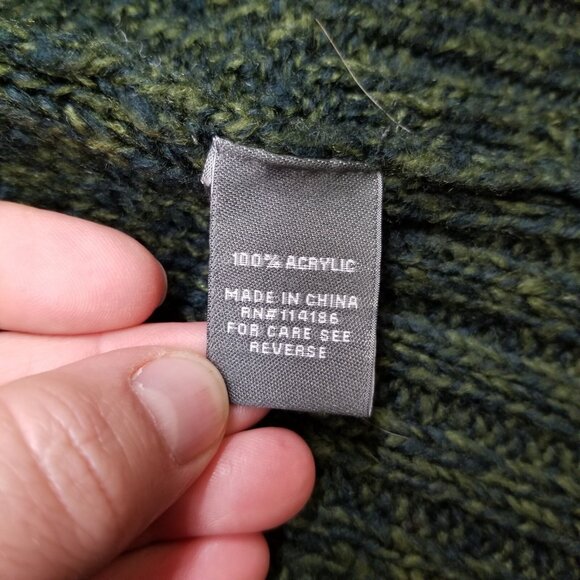 100% ACRYLIC
MADE IN CHINA
RN#114186
FOR CARE SEE
REVERSE